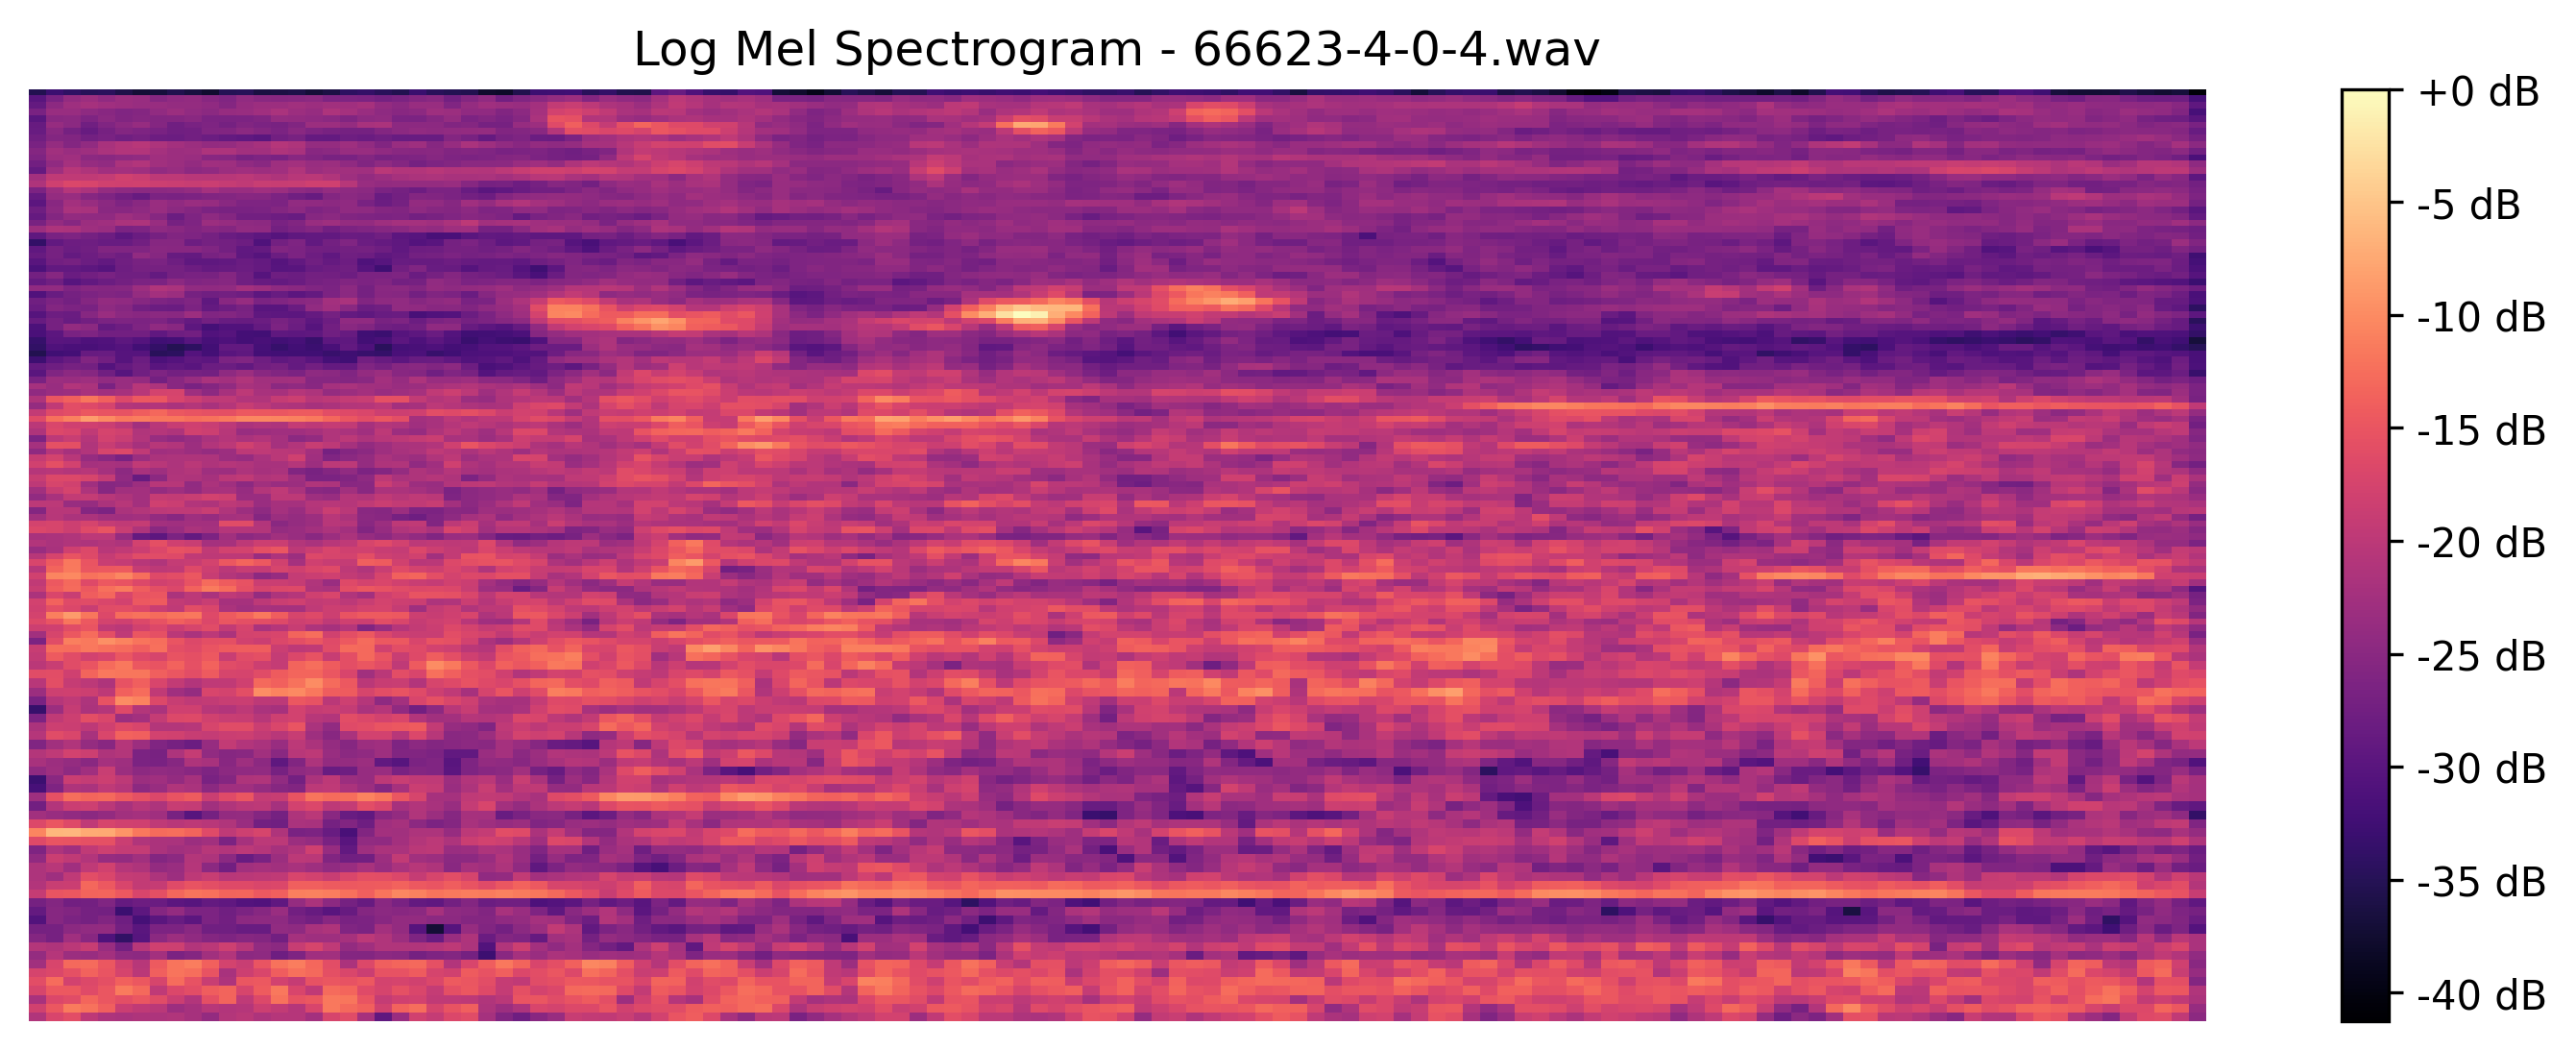 Log Mel Spectrogram - 66623-4-0-4.wav
+0 dB
-5 dB
-10 dB
-15 dB
-20 dB
-25 dB
-30 dB
-35 dB
-40 dB